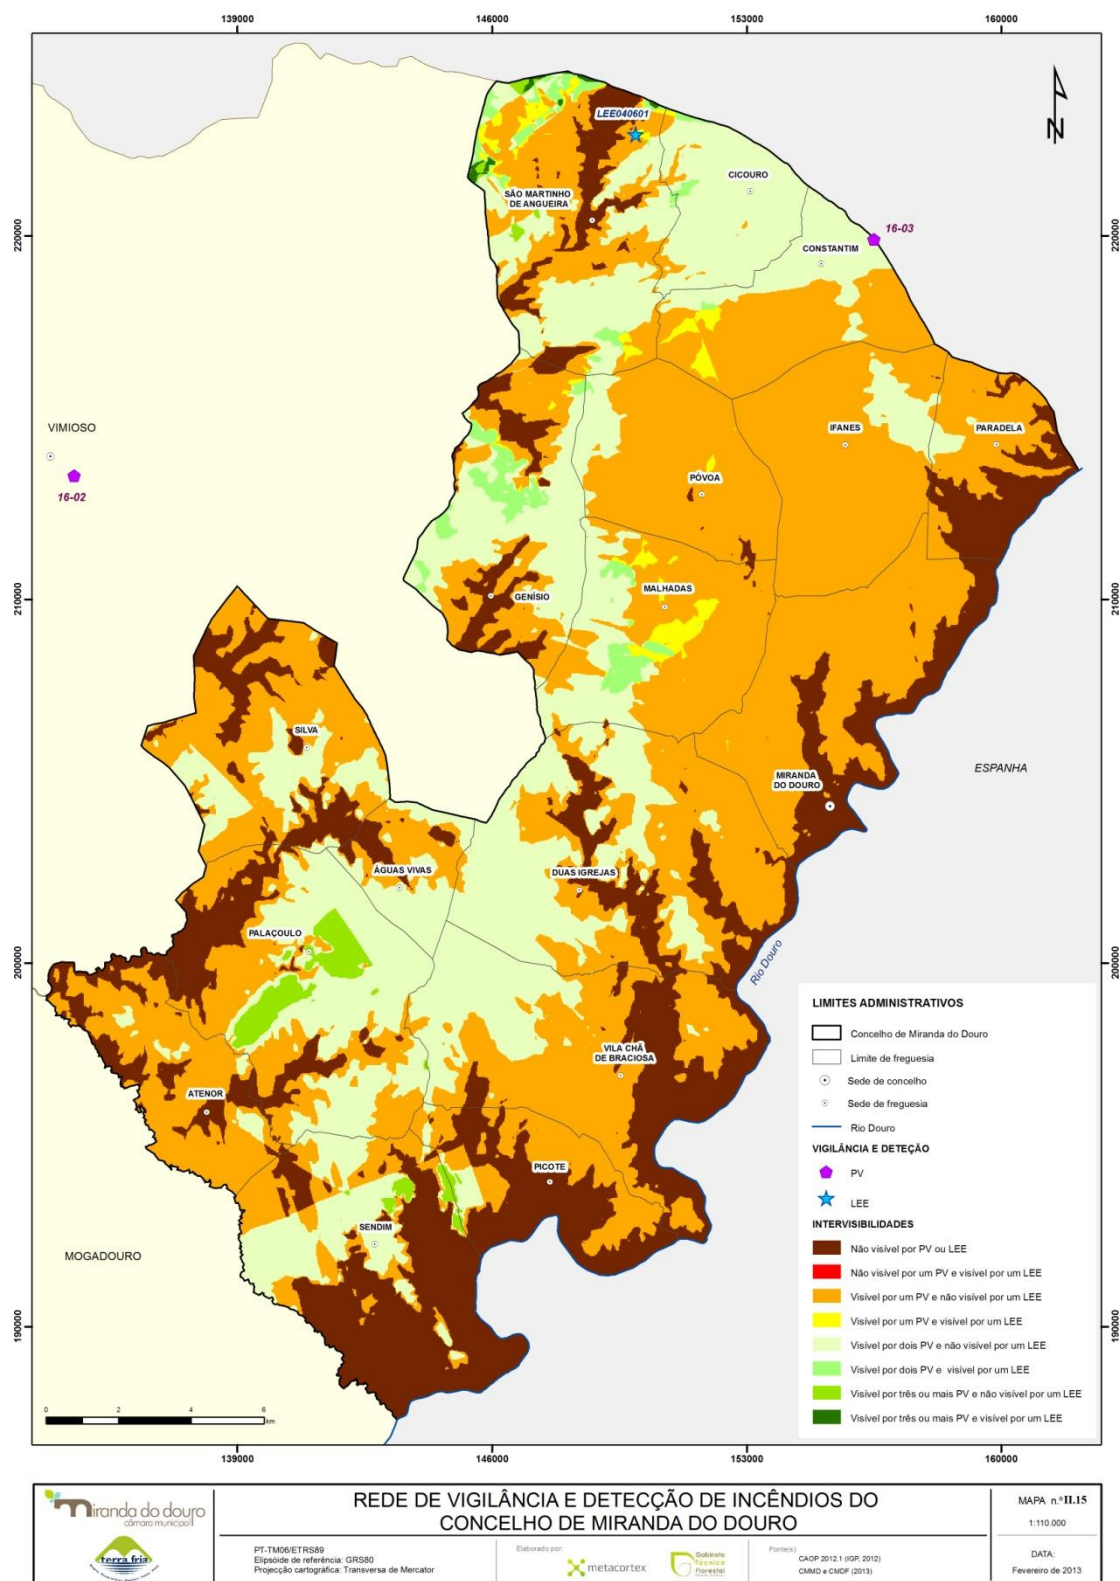 139000
146000
153000
160000
LEE040601
CICOURO
SÃO MARTINHO
DE ANGUEIRA
220000
220000
16-03
CONSTANTIM
VIMIOSO
IFANES
PARADELA
16-02
PÓVOA
210000
210000
GENÍSIO
MALHADAS
SILVA
MIRANDA
DO DOURO
ESPANHA
ÁGUAS VIVAS
DUAS IGREJAS
PALAÇOULO
200000
200000
Rio Douro
VILA CHÃ
DE BRACIOSA
ATENOR
PICOTE
SENDIM
MOGADOURO
190000
190000
LIMITES ADMINISTRATIVOS
Concelho de Miranda do Douro
Limite de freguesia
Sede de concelho
Sede de freguesia
Rio Douro
VIGILÂNCIA E DETEÇÃO
PV
LEE
INTERVISIBILIDADES
Não visível por PV ou LEE
Não visível por um PV e visível por um LEE
Visível por um PV e não visível por um LEE
Visível por um PV e visível por um LEE
Visível por dois PV e não visível por um LEE
Visível por dois PV e visível por um LEE
Visível por três ou mais PV e não visível por um LEE
Visível por três ou mais PV e visível por um LEE
N
0 2 4 6
km
139000
146000
153000
160000
miranda do douro
câmara municipal
terra fria
REDE DE VIGILÂNCIA E DETECÇÃO DE INCÊNDIOS DO
CONCELHO DE MIRANDA DO DOURO
PT-TM06/ETRS89
Elipsóide de referência: GRS80
Projecção cartográfica: Transversa de Mercator
Elaborado por:
metacortex
Gabinete
Técnico
Florestal
Fonte(s):
CAOP 2012.1 (IGP, 2012)
CMMD e CMDF (2013)
MAPA n.º II.15
1:110.000
DATA:
Fevereiro de 2013